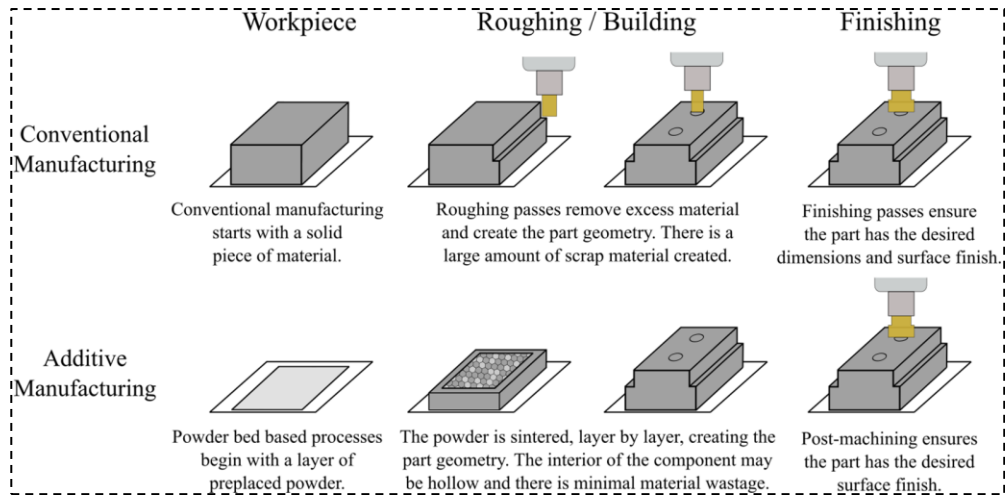 Workpiece
Roughing / Building
Finishing
Conventional
Manufacturing
Conventional manufacturing
starts with a solid
piece of material.
Roughing passes remove excess material
and create the part geometry. There is a
large amount of scrap material created.
Finishing passes ensure
the part has the desired
dimensions and surface finish.
Additive
Manufacturing
Powder bed based processes
begin with a layer of
preplaced powder.
The powder is sintered, layer by layer, creating the
part geometry. The interior of the component may
be hollow and there is minimal material wastage.
Post-machining ensures
the part has the desired
surface finish.